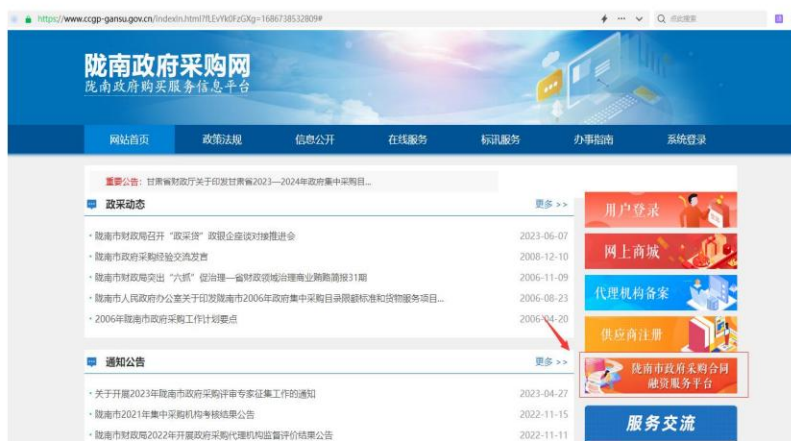 https://www.ccgp-gansu.gov.cn/indexin.html?ftLEvYk0FzGXg=1686738532809#
点此搜索
陇南政府采购网
陇南政府购买服务信息平台
网站首页 政策法规 信息公开 在线服务 标讯服务 办事指南 系统登录
重要公告：甘肃省财政厅关于印发甘肃省2023—2024年政府集中采购目...
政采动态 更多 >>
· 陇南市财政局召开“政采贷”政银企座谈对接推进会 2023-06-07
· 陇南市政府采购经验交流发言 2008-12-10
· 陇南市财政局突出“六抓”促治理—省财政领域治理商业贿赂简报31期 2006-11-09
· 陇南市人民政府办公室关于印发陇南市2006年政府集中采购目录限额标准和货物服务项目... 2006-08-23
· 2006年陇南市政府采购工作计划要点 2006-04-20
通知公告 更多 >>
· 关于开展2023年陇南市政府采购评审专家征集工作的通知 2023-04-27
· 陇南市2021年集中采购机构考核结果公告 2022-11-15
· 陇南市财政局2022年开展政府采购代理机构监督评价结果公告 2022-11-11
用户登录
网上商城
代理机构备案
供应商注册
陇南市政府采购合同
融资服务平台
服务交流